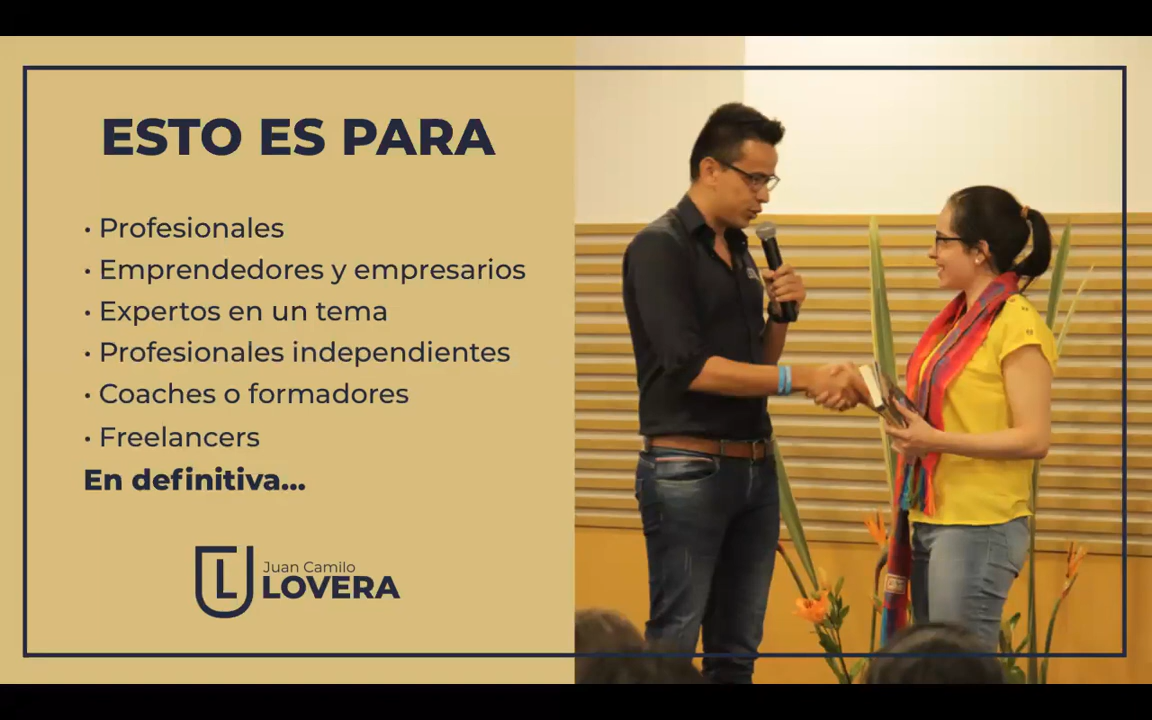 ESTO ES PARA
• Profesionales
• Emprendedores y empresarios
• Expertos en un tema
• Profesionales independientes
• Coaches o formadores
• Freelancers
En definitiva...
Juan Camilo
LOVERA